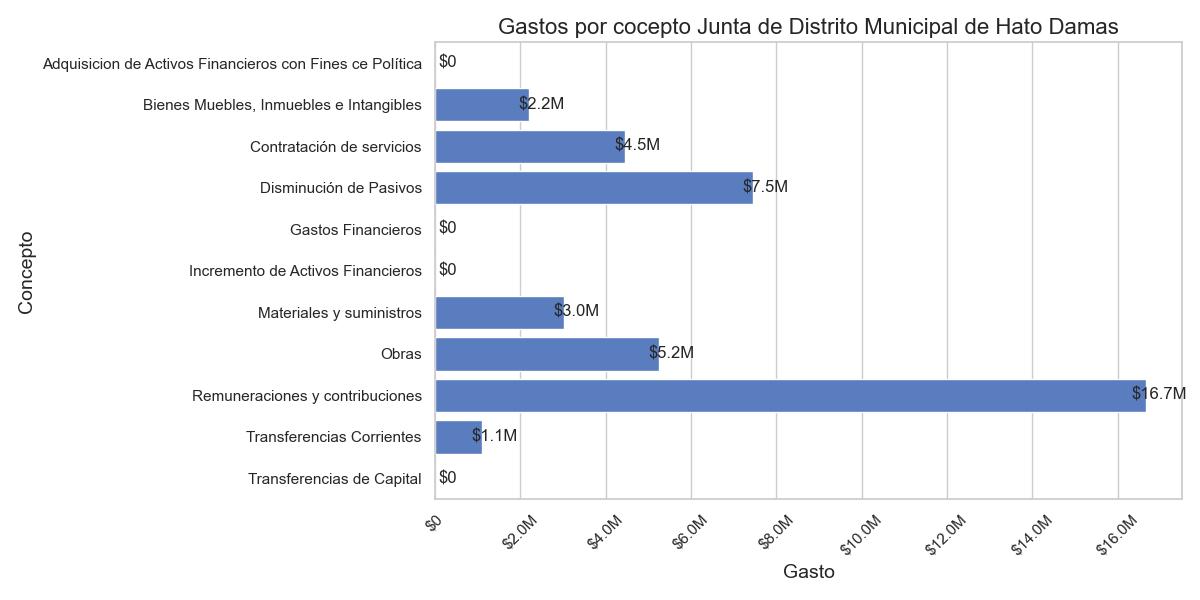 Gastos por cocepto Junta de Distrito Municipal de Hato Damas
Concepto
Adquisicion de Activos Financieros con Fines ce Política
$0
Bienes Muebles, Inmuebles e Intangibles
$2.2M
Contratación de servicios
$4.5M
Disminución de Pasivos
$7.5M
Gastos Financieros
$0
Incremento de Activos Financieros
$0
Materiales y suministros
$3.0M
Obras
$5.2M
Remuneraciones y contribuciones
$16.7M
Transferencias Corrientes
$1.1M
Transferencias de Capital
$0
$0
$2.0M
$4.0M
$6.0M
$8.0M
$10.0M
$12.0M
$14.0M
$16.0M
Gasto